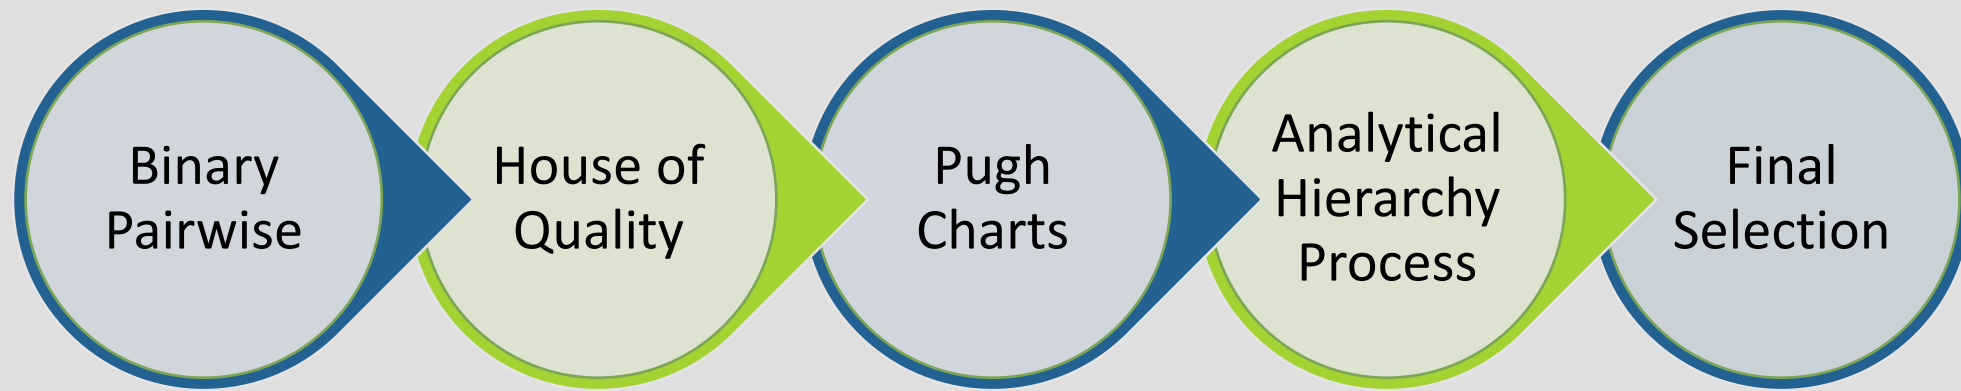 Binary
Pairwise
House of
Quality
Pugh
Charts
Analytical
Hierarchy
Process
Final
Selection